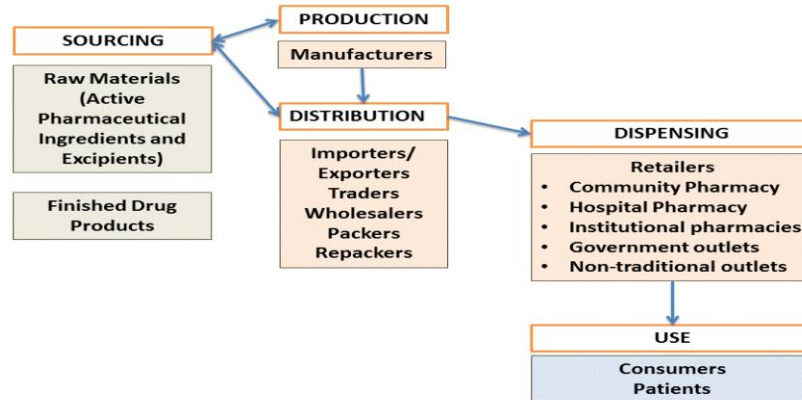 SOURCING
Raw Materials
(Active
Pharmaceutical
Ingredients and
Excipients)
Finished Drug
Products
PRODUCTION
Manufacturers
DISTRIBUTION
Importers/
Exporters
Traders
Wholesalers
Packers
Repackers
DISPENSING
Retailers
• Community Pharmacy
• Hospital Pharmacy
• Institutional pharmacies
• Government outlets
• Non-traditional outlets
USE
Consumers
Patients